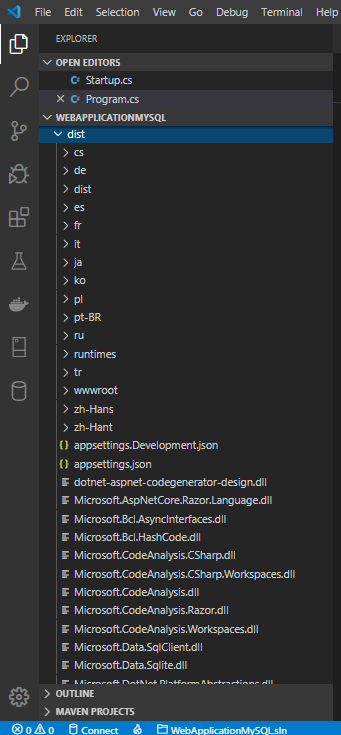 File Edit Selection View Go Debug Terminal Help
EXPLORER
OPEN EDITORS
C# Startup.cs
C# Program.cs
WEBAPPLICATIONMYSQL
dist
cs
de
dist
es
fr
it
ja
ko
pl
pt-BR
ru
runtimes
tr
wwwroot
zh-Hans
zh-Hant
{} appsettings.Development.json
{} appsettings.json
dotnet-aspnet-codegenerator-design.dll
Microsoft.AspNetCore.Razor.Language.dll
Microsoft.Bcl.AsyncInterfaces.dll
Microsoft.Bcl.HashCode.dll
Microsoft.CodeAnalysis.CSharp.dll
Microsoft.CodeAnalysis.CSharp.Workspaces.dll
Microsoft.CodeAnalysis.dll
Microsoft.CodeAnalysis.Razor.dll
Microsoft.CodeAnalysis.Workspaces.dll
Microsoft.Data.SqlClient.dll
Microsoft.Data.Sqlite.dll
Microsoft.DotNet.PlatformAbstractions.dll
OUTLINE
MAVEN PROJECTS
0 0 Connect WebApplicationMySQL.sln